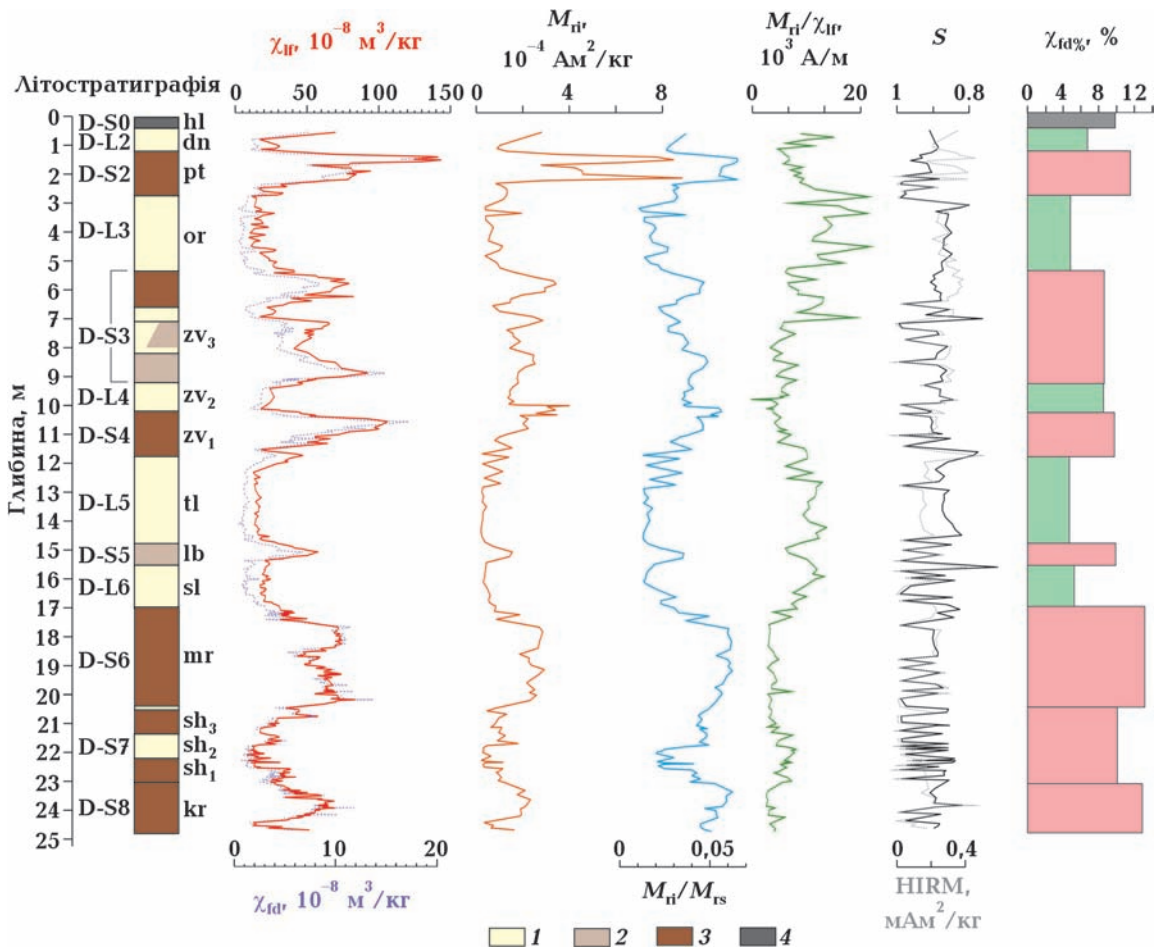 χlf, 10⁻⁸ м³/кг
Mri,
10⁻⁴ Ам²/кг
Mri/χlf,
10³ А/м
S
χfd%, %
Літостратиграфія
0 50 100 150
0 4 8
0 10 20
1 0,8
0 4 8 12
Глибина, м
0
1
2
3
4
5
6
7
8
9
10
11
12
13
14
15
16
17
18
19
20
21
22
23
24
25
D-S0 hl
D-L2 dn
D-S2 pt
D-L3 or
D-S3 zv3
D-L4 zv2
D-S4 zv1
D-L5 tl
D-S5 lb
D-L6 sl
D-S6 mr
sh3
D-S7 sh2
sh1
D-S8 kr
0 10 20
χfd, 10⁻⁸ м³/кг
0 0,05
Mri/Mrs
0 0,4
HIRM,
мАм²/кг
1 2 3 4